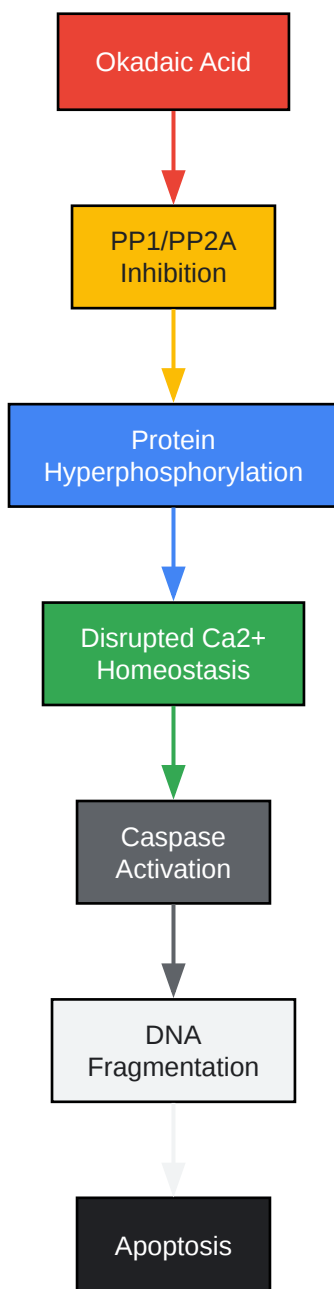 Okadaic Acid
PP1/PP2A
Inhibition
Protein
Hyperphosphorylation
Disrupted Ca2+
Homeostasis
Caspase
Activation
DNA
Fragmentation
Apoptosis